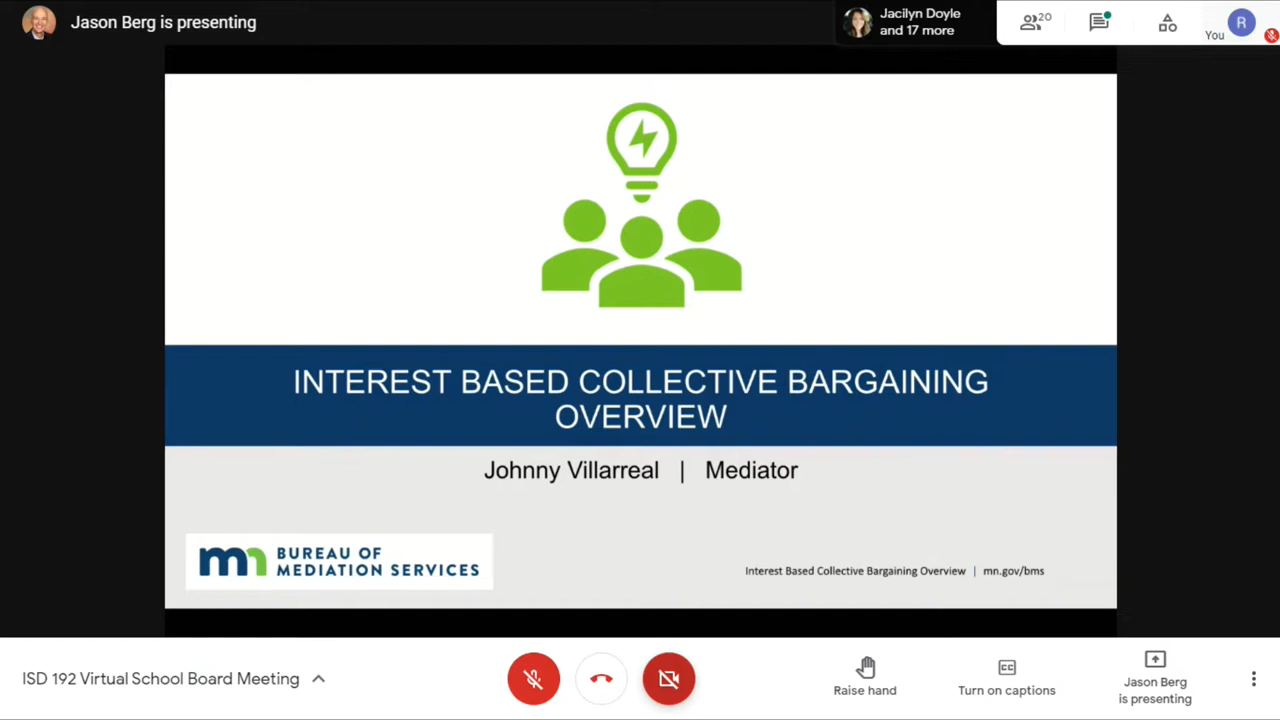 Jason Berg is presenting
Jacilyn Doyle
and 17 more
20
You
R
INTEREST BASED COLLECTIVE BARGAINING
OVERVIEW
Johnny Villarreal | Mediator
mn BUREAU OF
MEDIATION SERVICES
Interest Based Collective Bargaining Overview | mn.gov/bms
ISD 192 Virtual School Board Meeting
Raise hand
CC
Turn on captions
Jason Berg
is presenting